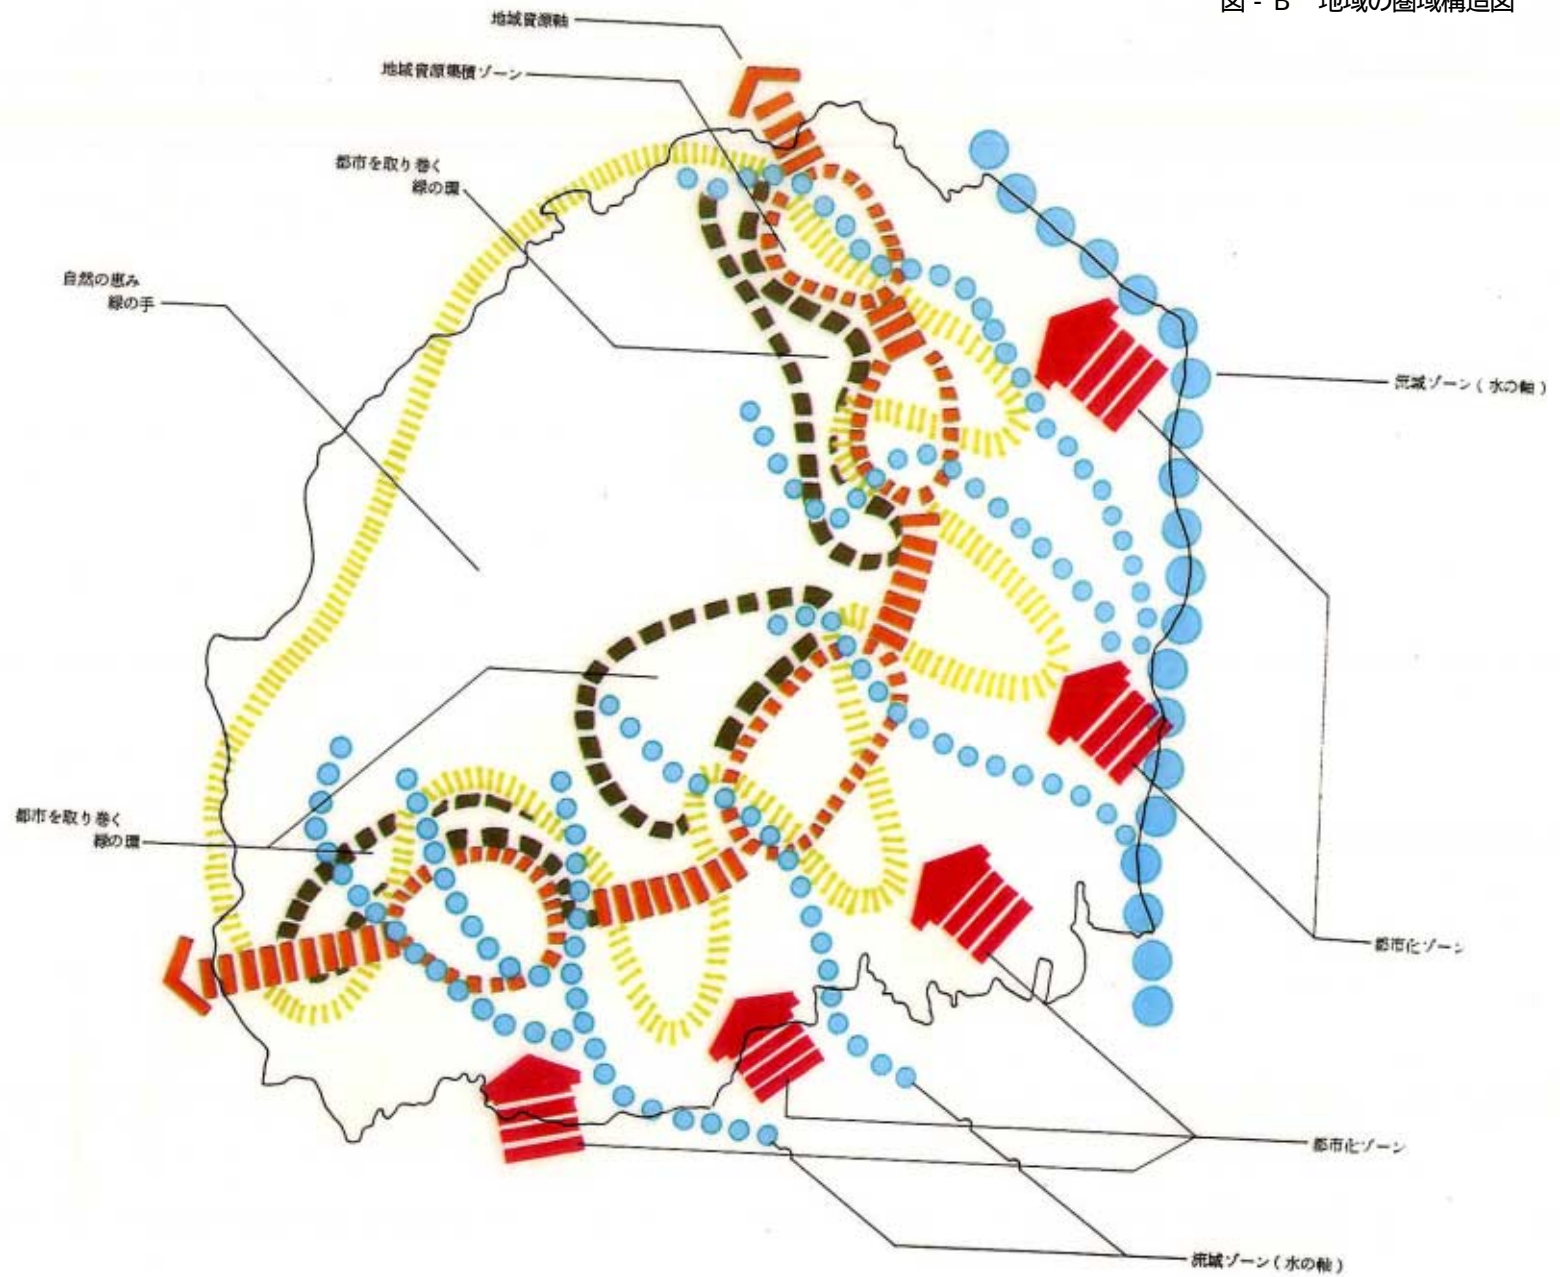 図 - B 地域の圏域構造図
地域資源軸
地域資源集積ゾーン
都市を取り巻く
緑の環
自然の恵み
緑の手
流域ゾーン ( 水の軸 )
都市を取り巻く
緑の環
都市化ゾーン
都市化ゾーン
流域ゾーン ( 水の軸 )